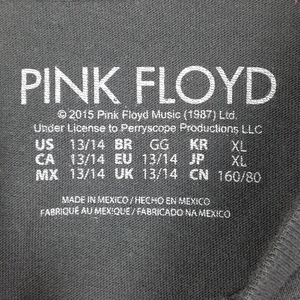 PINK FLOYD
© 2015 Pink Floyd Music (1987) Ltd.
Under License to Perryscope Productions LLC
US 13/14 BR GG KR XL
CA 13/14 EU 13/14 JP XL
MX 13/14 UK 13/14 CN 160/80
MADE IN MEXICO / HECHO EN MEXICO
FABRIQUÉ AU MEXIQUE / FABRICADO NA MEXICO